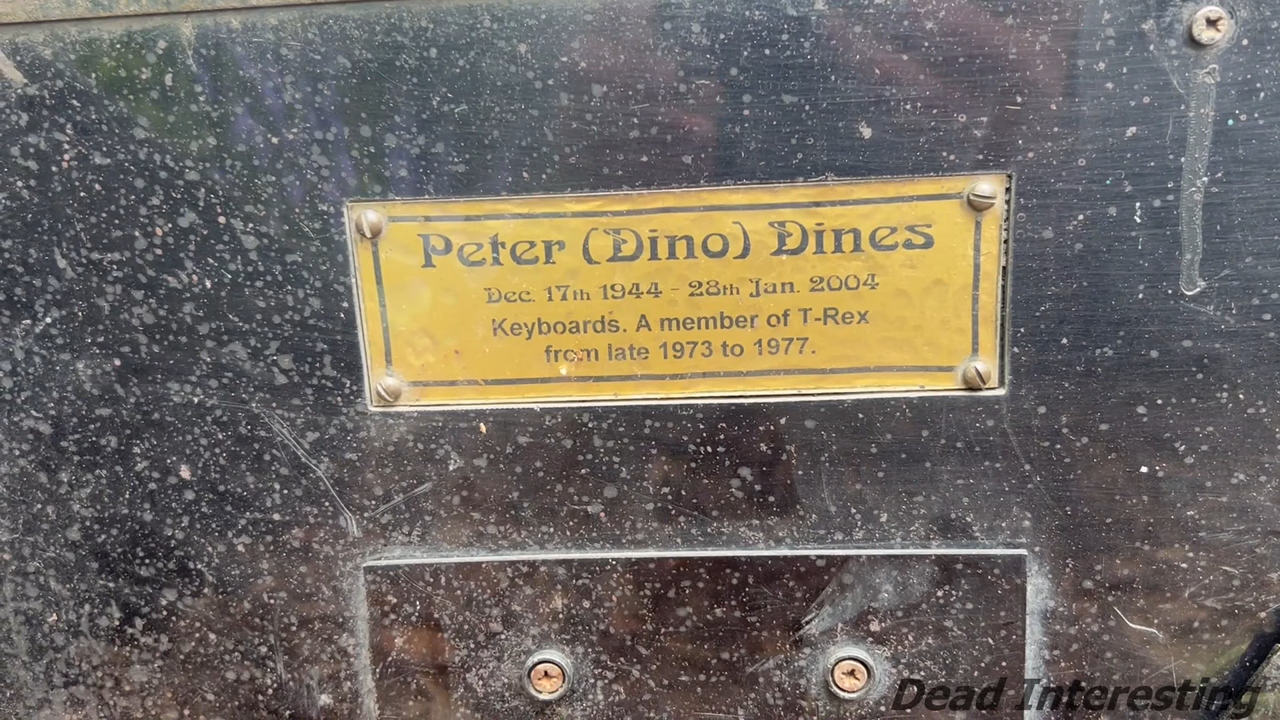 Peter (Dino) Dines
Dec. 17th 1944 - 28th Jan. 2004
Keyboards. A member of T-Rex
from late 1973 to 1977.
Dead Interesting